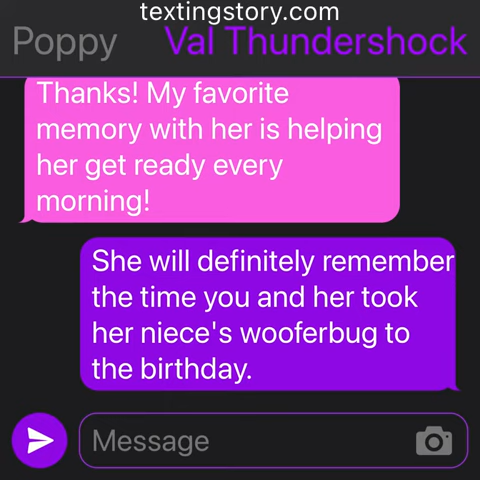 textingstory.com
Poppy Val Thundershock
Thanks! My favorite
memory with her is helping
her get ready every
morning!
She will definitely remember
the time you and her took
her niece's wooferbug to
the birthday.
Message